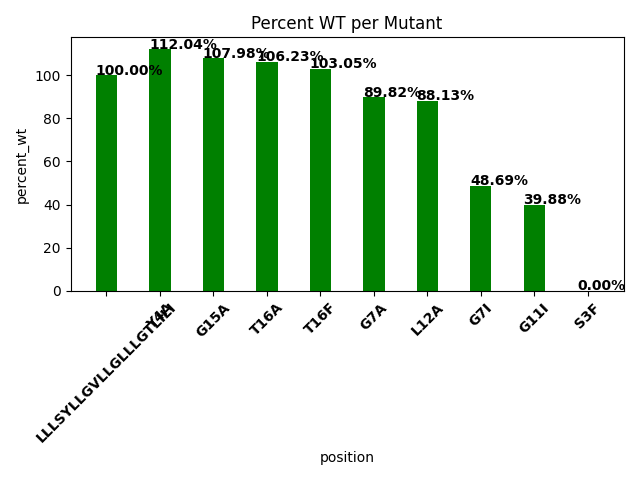 Percent WT per Mutant
112.04%
107.98%
106.23%
103.05%
100.00%
89.82%
88.13%
48.69%
39.88%
0.00%
percent_wt
100
80
60
40
20
0
Y4A
G15A
T16A
T16F
G7A
L12A
G7I
G11I
S3F
position